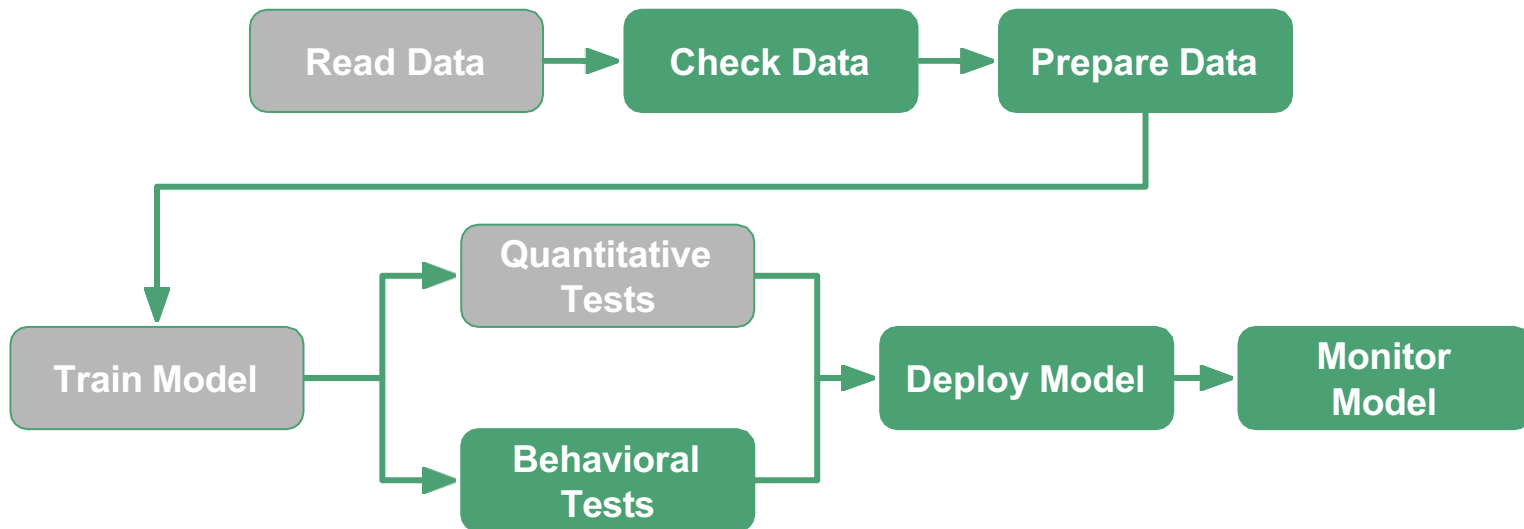 Read Data
Check Data
Prepare Data
Quantitative
Tests
Train Model
Deploy Model
Monitor
Model
Behavioral
Tests